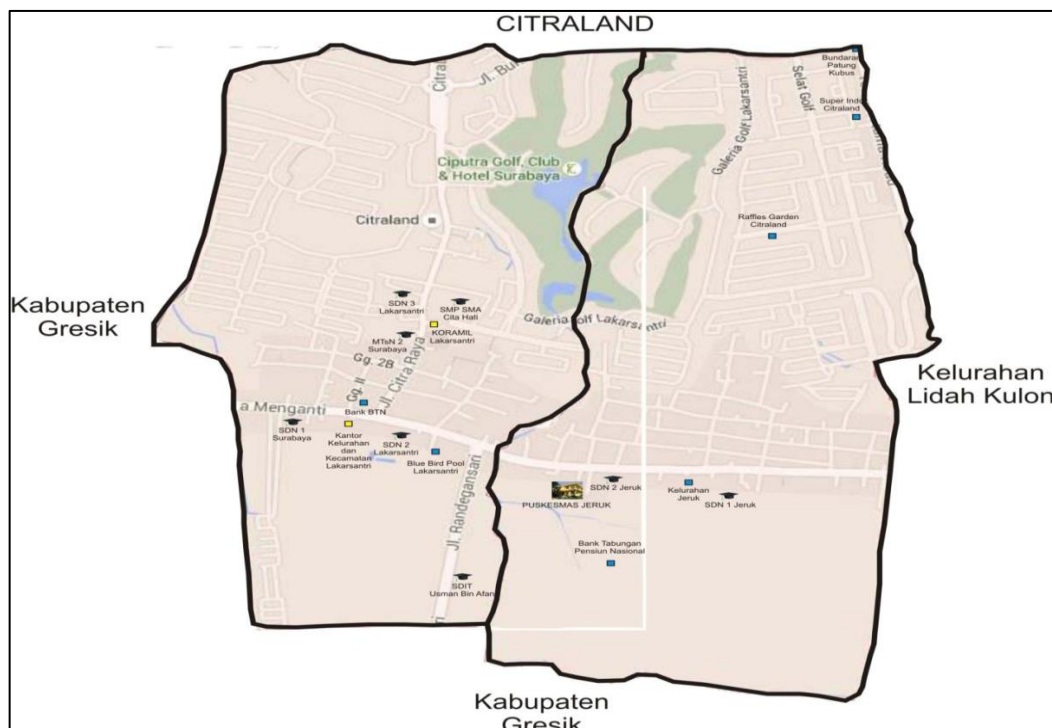 CITRALAND
Citral
Jl. Bu
Bundaran
Patung
Kubus
Selat Golf
Super Indo
Citraland
Galeria Golf Lakarsantri
Ciputra Golf, Club
& Hotel Surabaya
Citraland
Raffles Garden
Citraland
Kabupaten
Gresik
SDN 3
Lakarsantri
SMP SMA
Cita Hati
KORAMIL
Lakarsantri
MTsN 2
Surabaya
Galeria Golf Lakarsantri
Gg. 2B
Gg. II
Jl. Citra Raya
Kelurahan
Lidah Kulon
a Menganti
Bank BTN
SDN 1
Surabaya
Kantor
Kelurahan
dan
Kecamatan
Lakarsantri
SDN 2
Lakarsantri
Blue Bird Pool
Lakarsantri
Jl. Randegansari
PUSKESMAS JERUK
SDN 2 Jeruk
Kelurahan
Jeruk
SDN 1 Jeruk
Bank Tabungan
Pensiun Nasional
SDIT
Usman Bin Afan
ri
Kabupaten
Gresik